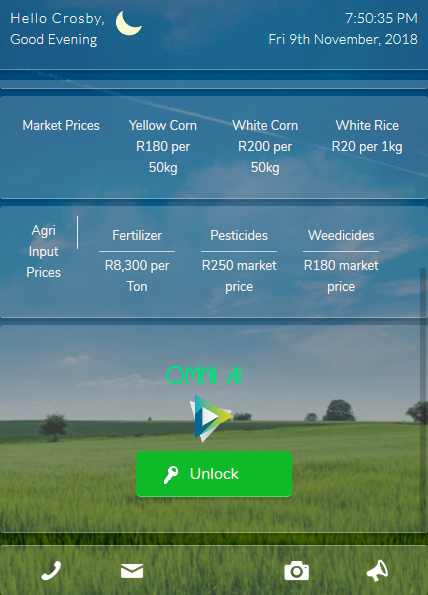 Hello Crosby,
Good Evening
7:50:35 PM
Fri 9th November, 2018
Market Prices
Yellow Corn
R180 per
50kg
White Corn
R200 per
50kg
White Rice
R20 per 1kg
Agri
Input
Prices
Fertilizer
R8,300 per
Ton
Pesticides
R250 market
price
Weedicides
R180 market
price
OMNI AI
Unlock